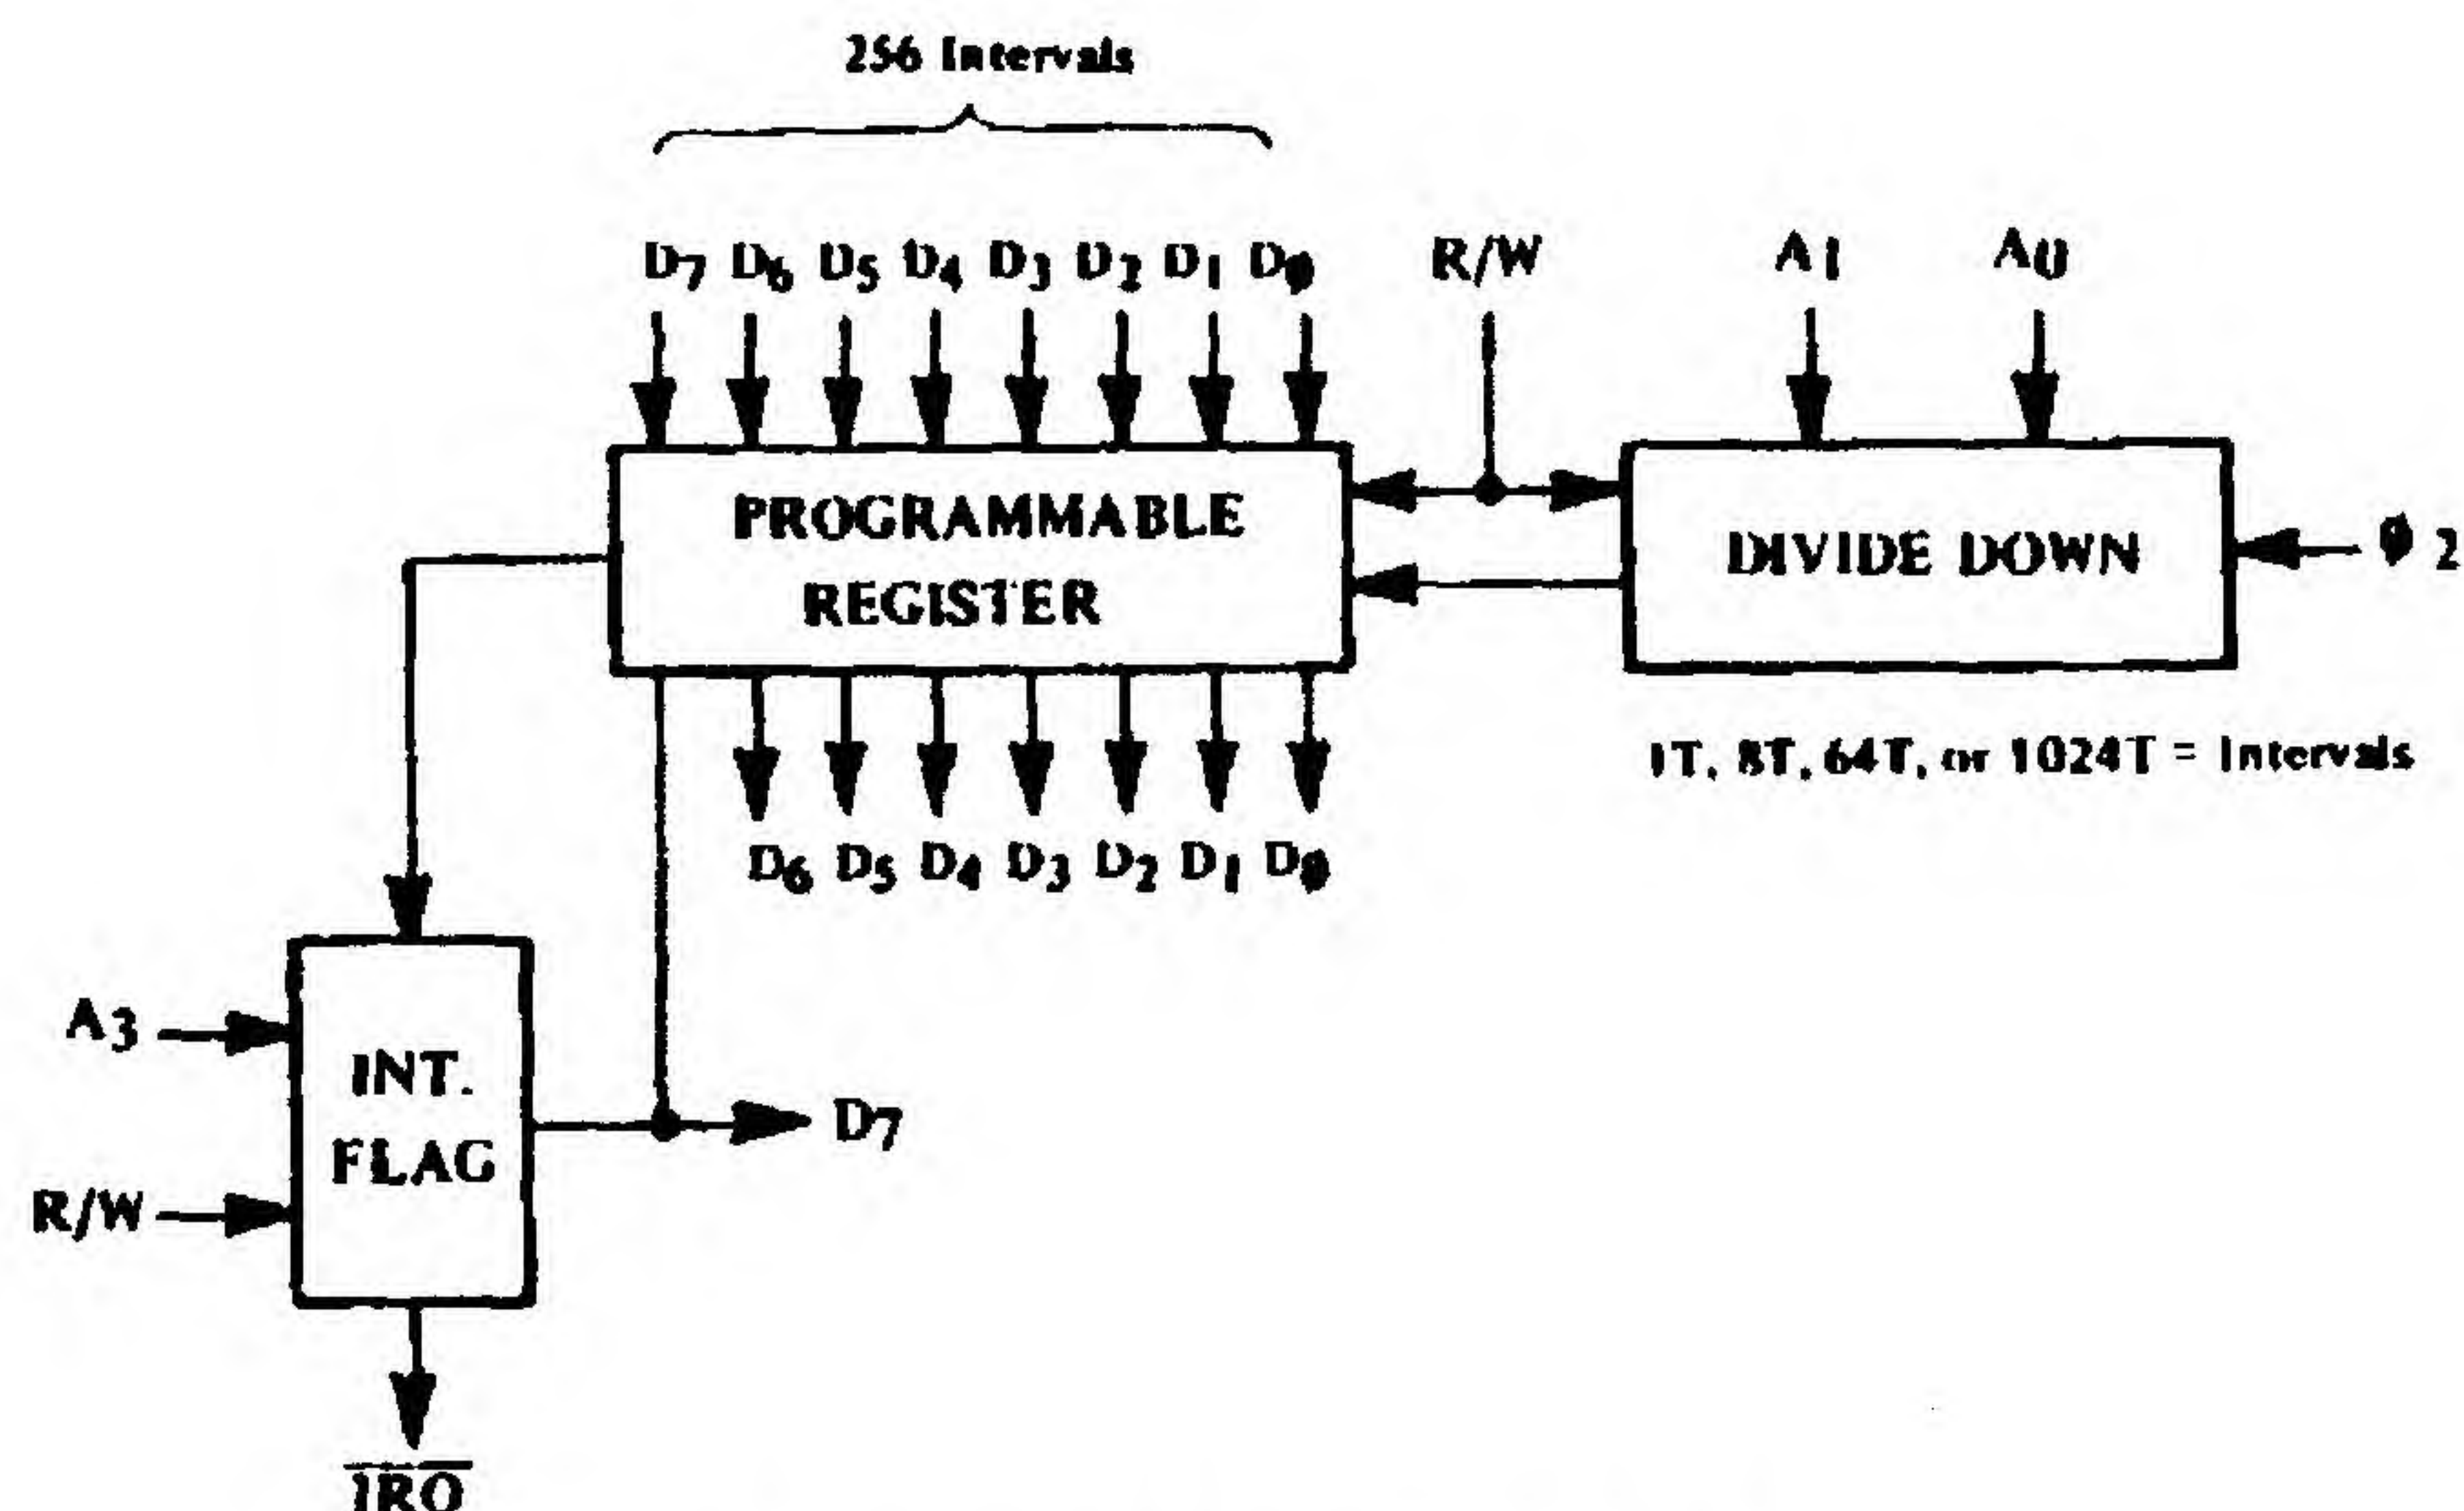 256 Intervals
D7 D6 D5 D4 D3 D2 D1 D0 R/W A1 A0
PROGRAMMABLE
REGISTER
DIVIDE DOWN
φ2
1T, 8T, 64T, or 1024T = Intervals
D6 D5 D4 D3 D2 D1 D0
A3
INT.
FLAG
D7
R/W
IRQ